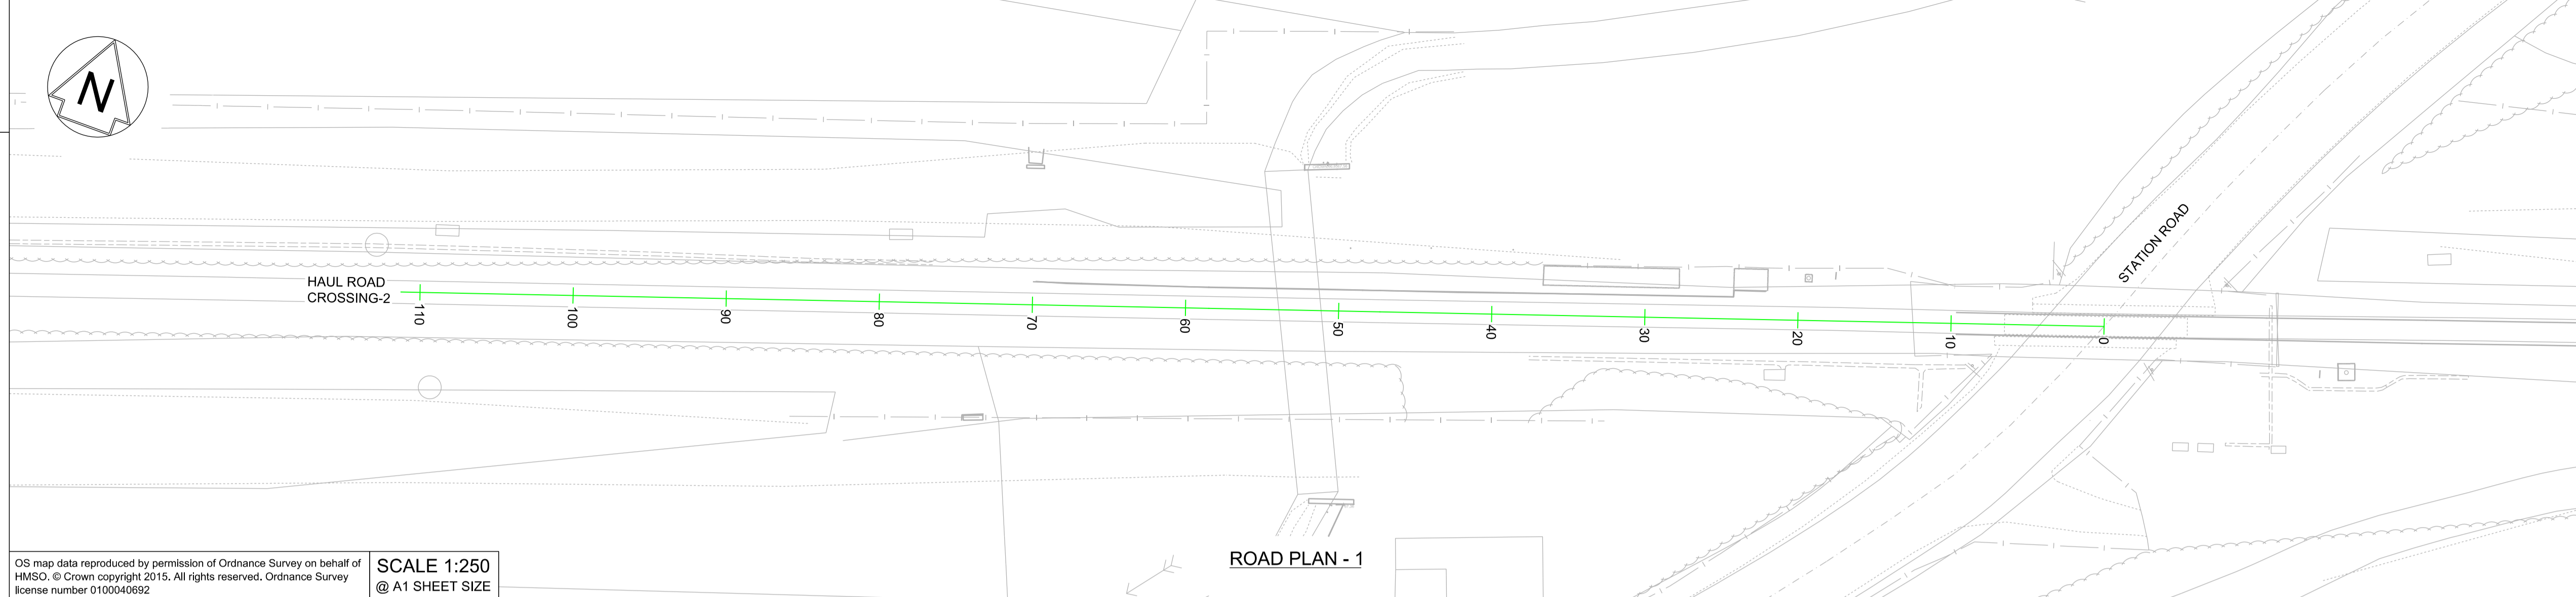 N
STATION ROAD
HAUL ROAD
CROSSING-2
110
100
90
80
70
60
50
40
30
20
10
0
ROAD PLAN - 1
OS map data reproduced by permission of Ordnance Survey on behalf of
HMSO. © Crown copyright 2015. All rights reserved. Ordnance Survey
license number 0100040692
SCALE 1:250
@ A1 SHEET SIZE